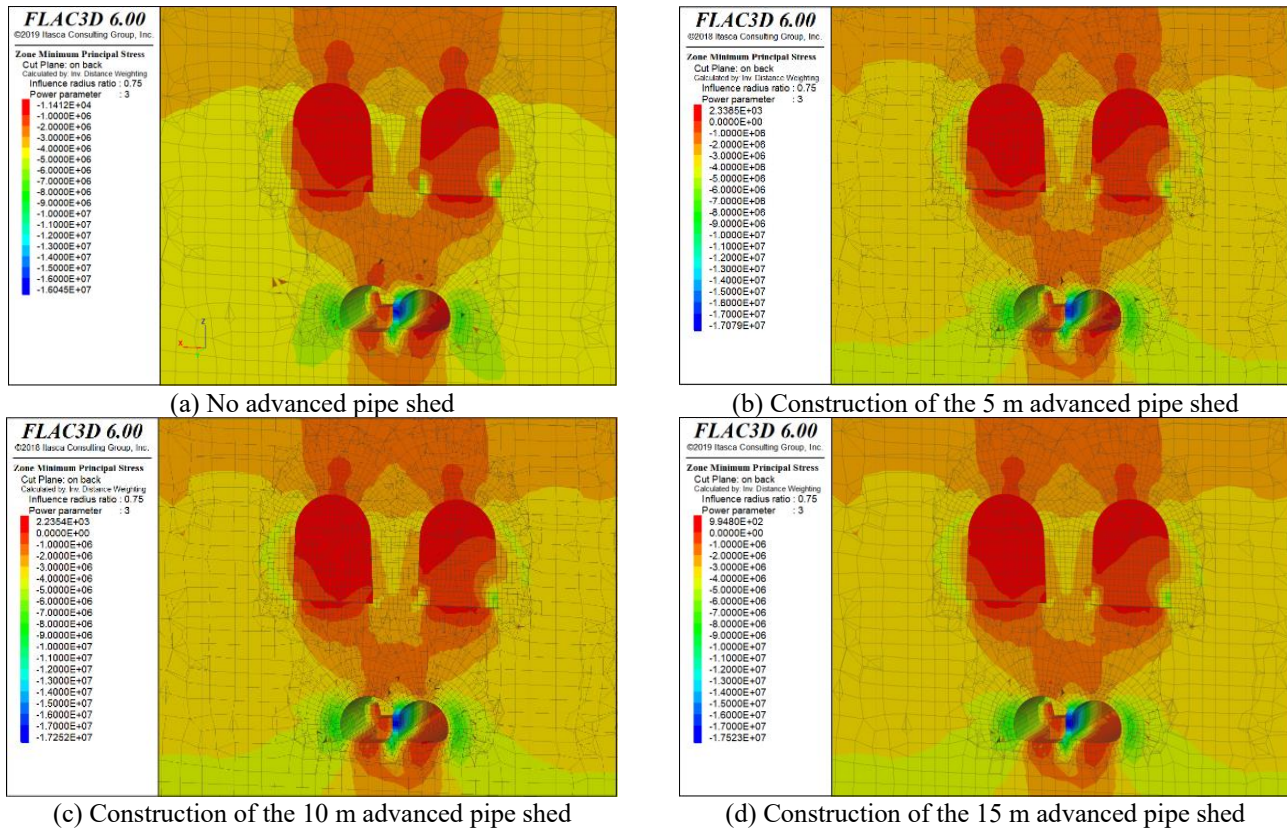 FLAC3D 6.00
©2019 Itasca Consulting Group, Inc.
Zone Minimum Principal Stress
Cut Plane: on back
Calculated by: Inv. Distance Weighting
Influence radius ratio : 0.75
Power parameter : 3
-1.1412E+04
-1.0000E+06
-2.0000E+06
-3.0000E+06
-4.0000E+06
-5.0000E+06
-6.0000E+06
-7.0000E+06
-8.0000E+06
-9.0000E+06
-1.0000E+07
-1.1000E+07
-1.2000E+07
-1.3000E+07
-1.4000E+07
-1.5000E+07
-1.6000E+07
-1.6045E+07
z
x
(a) No advanced pipe shed
FLAC3D 6.00
©2018 Itasca Consulting Group, Inc.
Zone Minimum Principal Stress
Cut Plane: on back
Calculated by: Inv. Distance Weighting
Influence radius ratio : 0.75
Power parameter : 3
2.3385E+03
0.0000E+00
-1.0000E+06
-2.0000E+06
-3.0000E+06
-4.0000E+06
-5.0000E+06
-6.0000E+06
-7.0000E+06
-8.0000E+06
-9.0000E+06
-1.0000E+07
-1.1000E+07
-1.2000E+07
-1.3000E+07
-1.4000E+07
-1.5000E+07
-1.6000E+07
-1.7000E+07
-1.7079E+07
(b) Construction of the 5 m advanced pipe shed
FLAC3D 6.00
©2018 Itasca Consulting Group, Inc.
Zone Minimum Principal Stress
Cut Plane: on back
Calculated by: Inv. Distance Weighting
Influence radius ratio : 0.75
Power parameter : 3
2.2354E+03
0.0000E+00
-1.0000E+06
-2.0000E+06
-3.0000E+06
-4.0000E+06
-5.0000E+06
-6.0000E+06
-7.0000E+06
-8.0000E+06
-9.0000E+06
-1.0000E+07
-1.1000E+07
-1.2000E+07
-1.3000E+07
-1.4000E+07
-1.5000E+07
-1.6000E+07
-1.7000E+07
-1.7252E+07
(c) Construction of the 10 m advanced pipe shed
FLAC3D 6.00
©2019 Itasca Consulting Group, Inc.
Zone Minimum Principal Stress
Cut Plane: on back
Calculated by: Inv. Distance Weighting
Influence radius ratio : 0.75
Power parameter : 3
9.9480E+02
0.0000E+00
-1.0000E+06
-2.0000E+06
-3.0000E+06
-4.0000E+06
-5.0000E+06
-6.0000E+06
-7.0000E+06
-8.0000E+06
-9.0000E+06
-1.0000E+07
-1.1000E+07
-1.2000E+07
-1.3000E+07
-1.4000E+07
-1.5000E+07
-1.6000E+07
-1.7000E+07
-1.7523E+07
(d) Construction of the 15 m advanced pipe shed